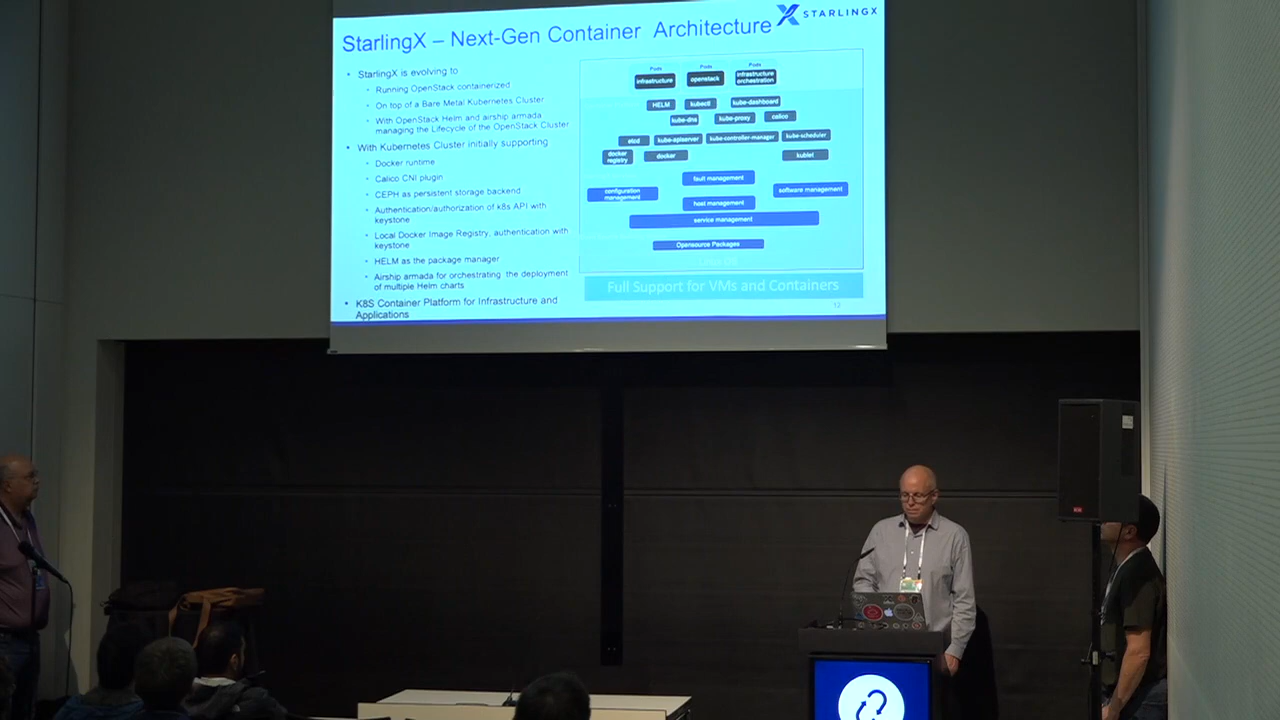 STARLINGX
StarlingX – Next-Gen Container Architecture
• StarlingX is evolving to
• Running OpenStack containerized
• On top of a Bare Metal Kubernetes Cluster
• With OpenStack Helm and airship armada
managing the Lifecycle of the OpenStack Cluster
• With Kubernetes Cluster initially supporting
• Docker runtime
• Calico CNI plugin
• CEPH as persistent storage backend
• Authentication/authorization of k8s API with
keystone
• Local Docker Image Registry, authentication with
keystone
• HELM as the package manager
• Airship armada for orchestrating the deployment
of multiple Helm charts
• K8S Container Platform for Infrastructure and
Applications
Pods Pods Pods
infrastructure openstack infrastructure
orchestration
HELM kubectl kube-dashboard
kube-dns kube-proxy calico
etcd kube-apiserver kube-controller-manager kube-scheduler
docker
registry docker kublet
fault management
configuration
management software management
host management
service management
Opensource Packages
Full Support for VMs and Containers
12